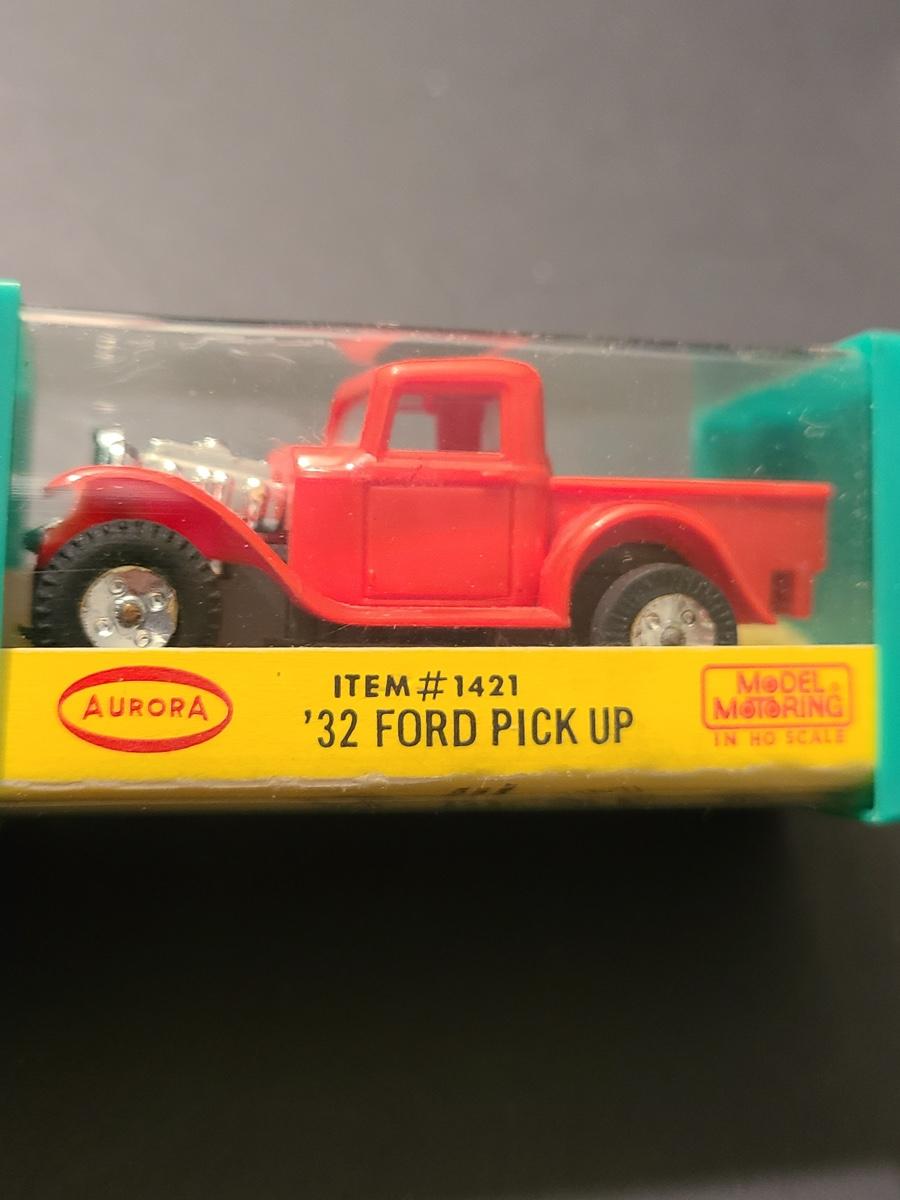 AURORA
ITEM#1421
'32 FORD PICK UP
MODEL
MOTORING
IN HO SCALE